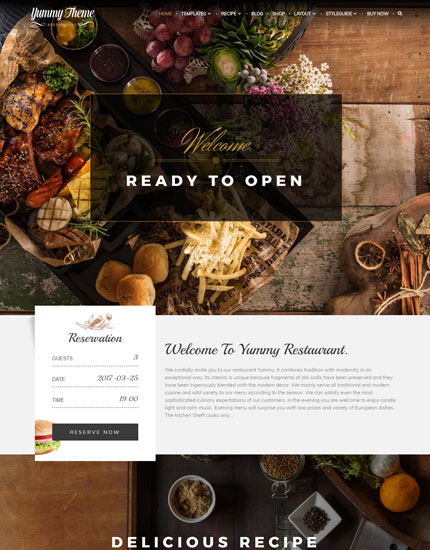 Yummy Theme
HOME TEMPLATES RECIPE BLOG SHOP LAYOUT STYLEGUIDE BUY NOW
Welcome
READY TO OPEN
Reservation
GUESTS 3
DATE 2017-03-25
TIME 19:00
RESERVE NOW
Welcome To Yummy Restaurant.
We cordially invite you to our restaurant Yummy. It combines tradition with modernity in an
exceptional way. Its interior is unique because fragments of old walls have been preserved and they
have been ingeniously blended with the modern decor. We mainly serve all traditional and modern
cuisine and add variety to our menu according to the season. We can satisfy even the most
sophisticated culinary expectations of our customers. In the evening you are welcome to enjoy candle
light and calm music. Evening menu will surprise you with low prices and variety of European dishes.
The kitchen Sheff cooks only ...
DELICIOUS RECIPE